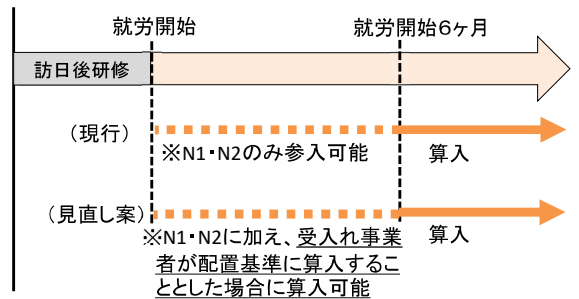 就労開始
就労開始6ヶ月
訪日後研修
(現行)
※N1・N2のみ参入可能
算入
(見直し案)
※N1・N2に加え、受入れ事業
者が配置基準に算入するこ
ととした場合に算入可能
算入